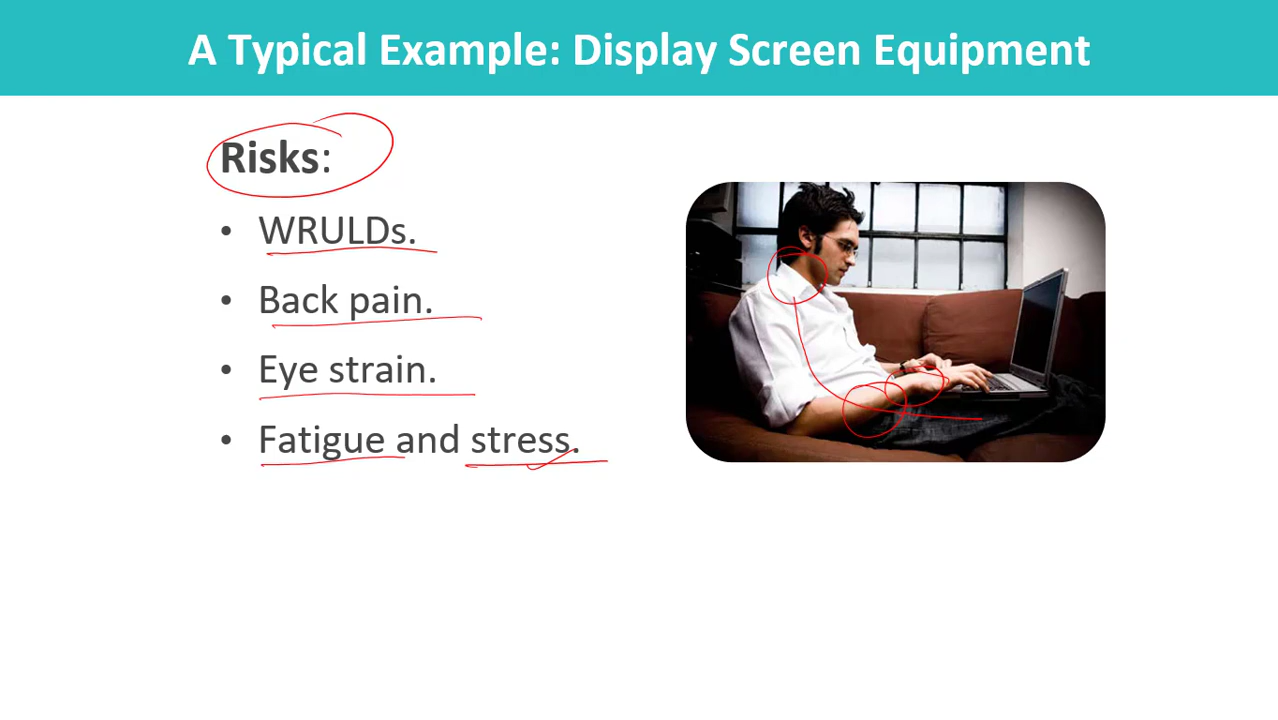 A Typical Example: Display Screen Equipment
Risks:
• WRULDs.
• Back pain.
• Eye strain.
• Fatigue and stress.